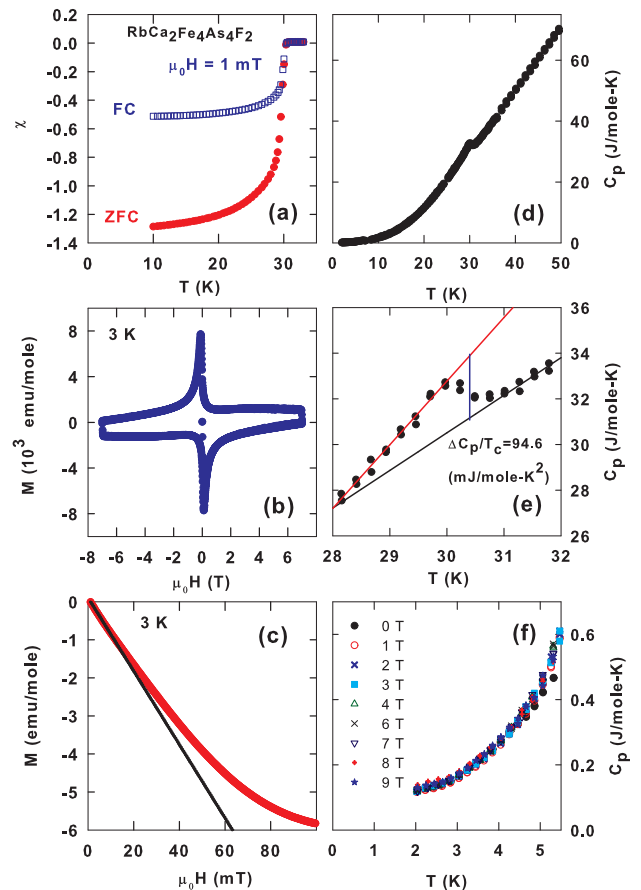 0.0
-0.2
-0.4
-0.6
-0.8
-1.0
-1.2
-1.4
χ
RbCa2Fe4As4F2
μ0H = 1 mT
FC
ZFC
(a)
0 10 20 30
T (K)
60
40
20
0
Cp (J/mole-K)
(d)
0 10 20 30 40 50
T (K)
8
4
0
-4
-8
M (10³ emu/mole)
3 K
(b)
-8 -6 -4 -2 0 2 4 6 8
μ0H (T)
36
34
32
30
28
26
Cp (J/mole-K)
ΔCp/Tc=94.6
(mJ/mole-K²)
(e)
28 29 30 31 32
T (K)
0
-1
-2
-3
-4
-5
-6
M (emu/mole)
3 K
(c)
0 20 40 60 80
μ0H (mT)
0.6
0.4
0.2
0.0
Cp (J/mole-K)
(f)
0 T
1 T
2 T
3 T
4 T
6 T
7 T
8 T
9 T
0 1 2 3 4 5
T (K)